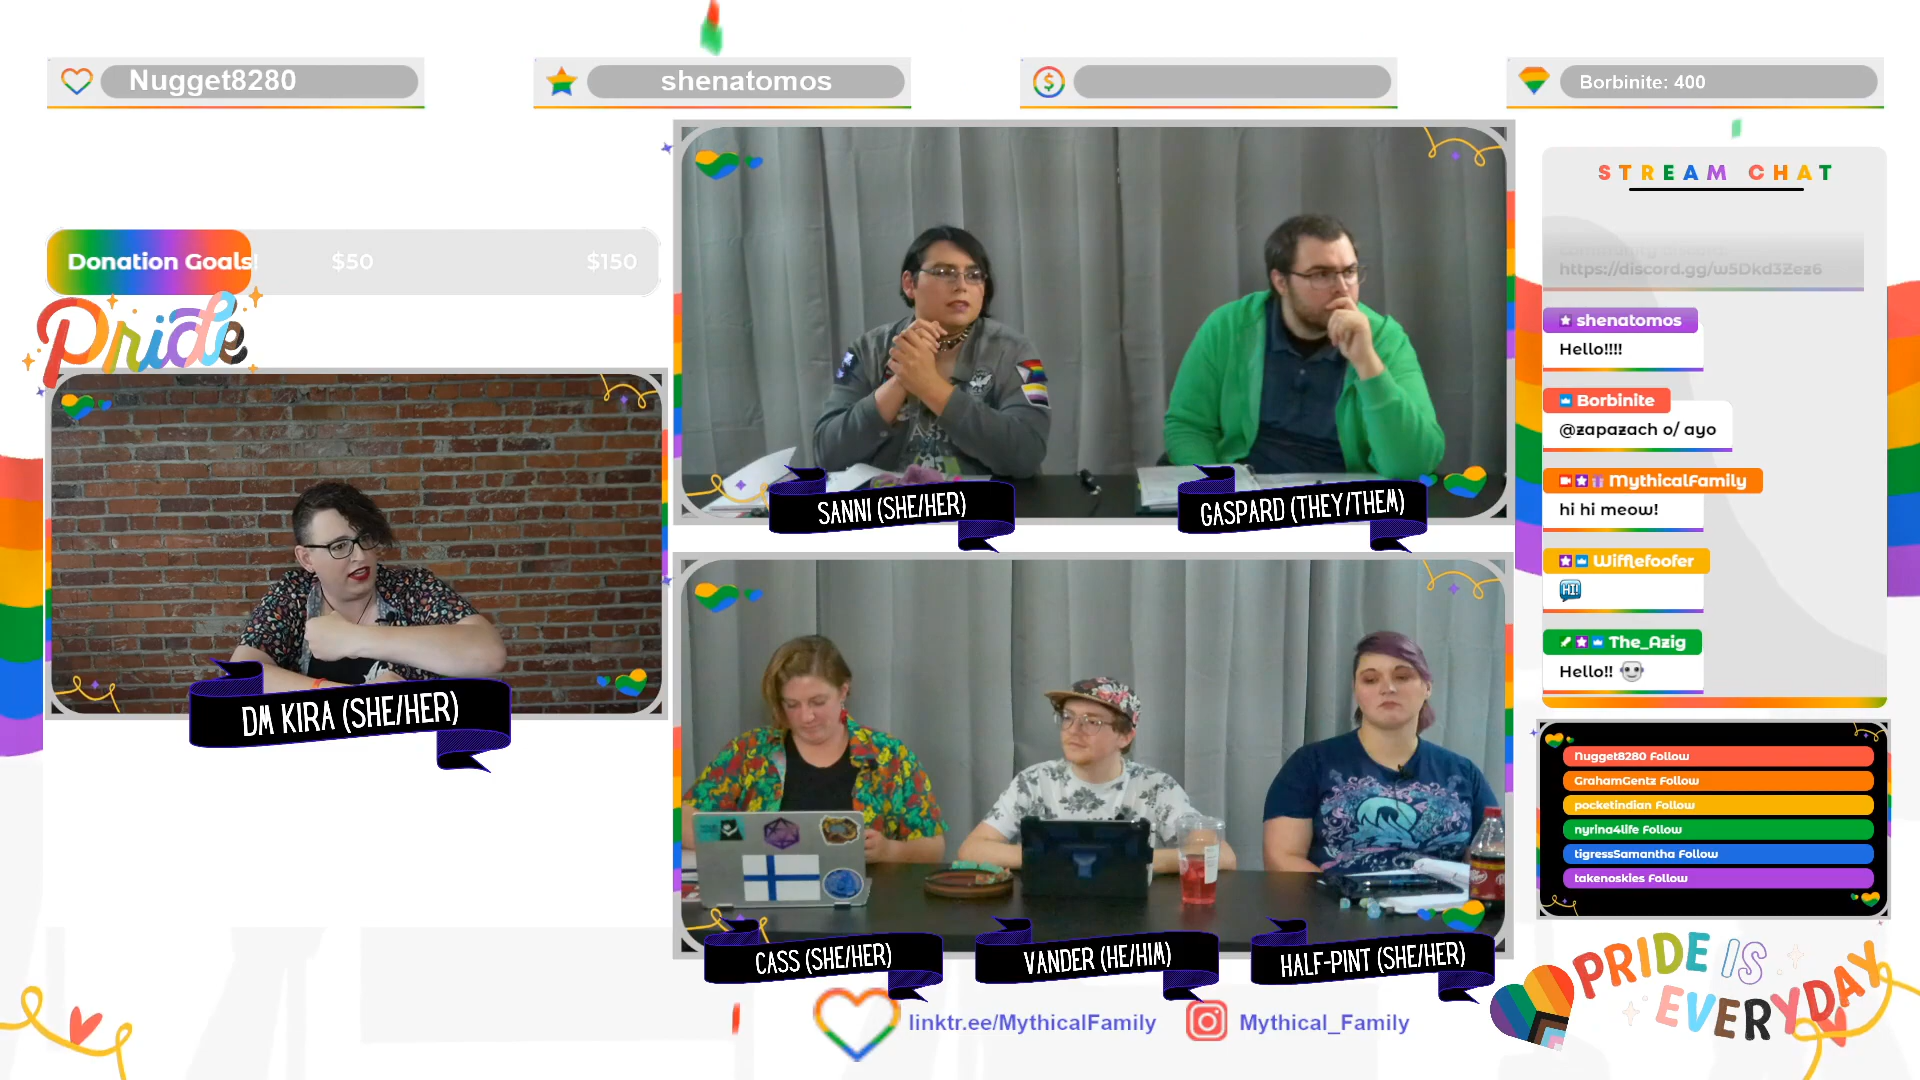 Nugget8280
shenatomos
Borbinite: 400
Donation Goals!
$50
$150
Pride
DM KIRA (SHE/HER)
SANNI (SHE/HER)
GASPARD (THEY/THEM)
CASS (SHE/HER)
VANDER (HE/HIM)
HALF-PINT (SHE/HER)
STREAM CHAT
community discord:
https://discord.gg/w5Dkd3Zez6
shenatomos
Hello!!!!
Borbinite
@zapazach o/ ayo
MythicalFamily
hi hi meow!
Wifflefoofer
HI!
The_Azig
Hello!!
Nugget8280 Follow
GrahamGentz Follow
pocketindian Follow
nyrina4life Follow
tigressSamantha Follow
takenoskies Follow
PRIDE IS
EVERYDAY
linktr.ee/MythicalFamily
Mythical_Family